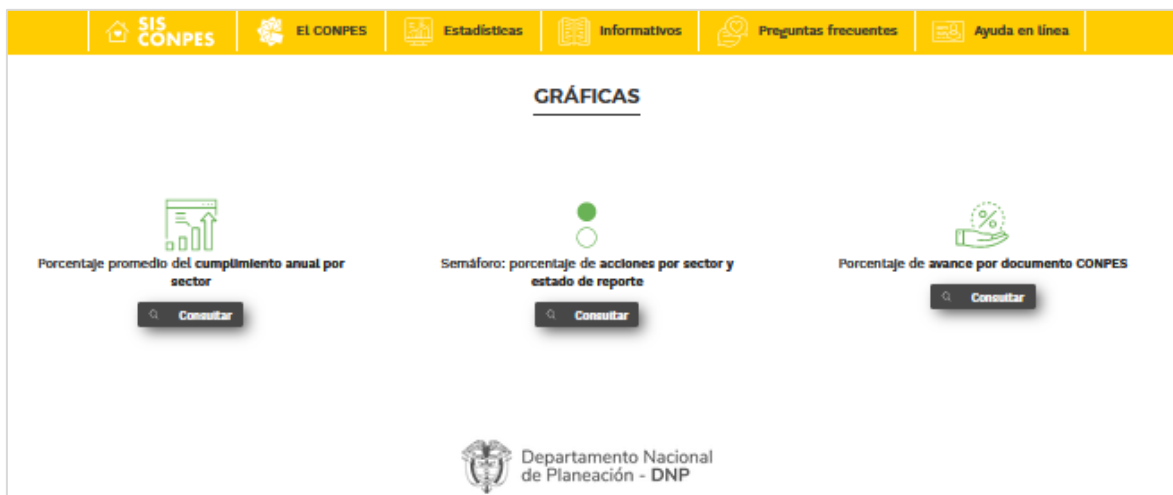 SIS CONPES
El CONPES
Estadísticas
Informativos
Preguntas frecuentes
Ayuda en línea
GRÁFICAS
Porcentaje promedio del cumplimiento anual por
sector
Consultar
Semáforo: porcentaje de acciones por sector y
estado de reporte
Consultar
Porcentaje de avance por documento CONPES
Consultar
Departamento Nacional
de Planeación - DNP